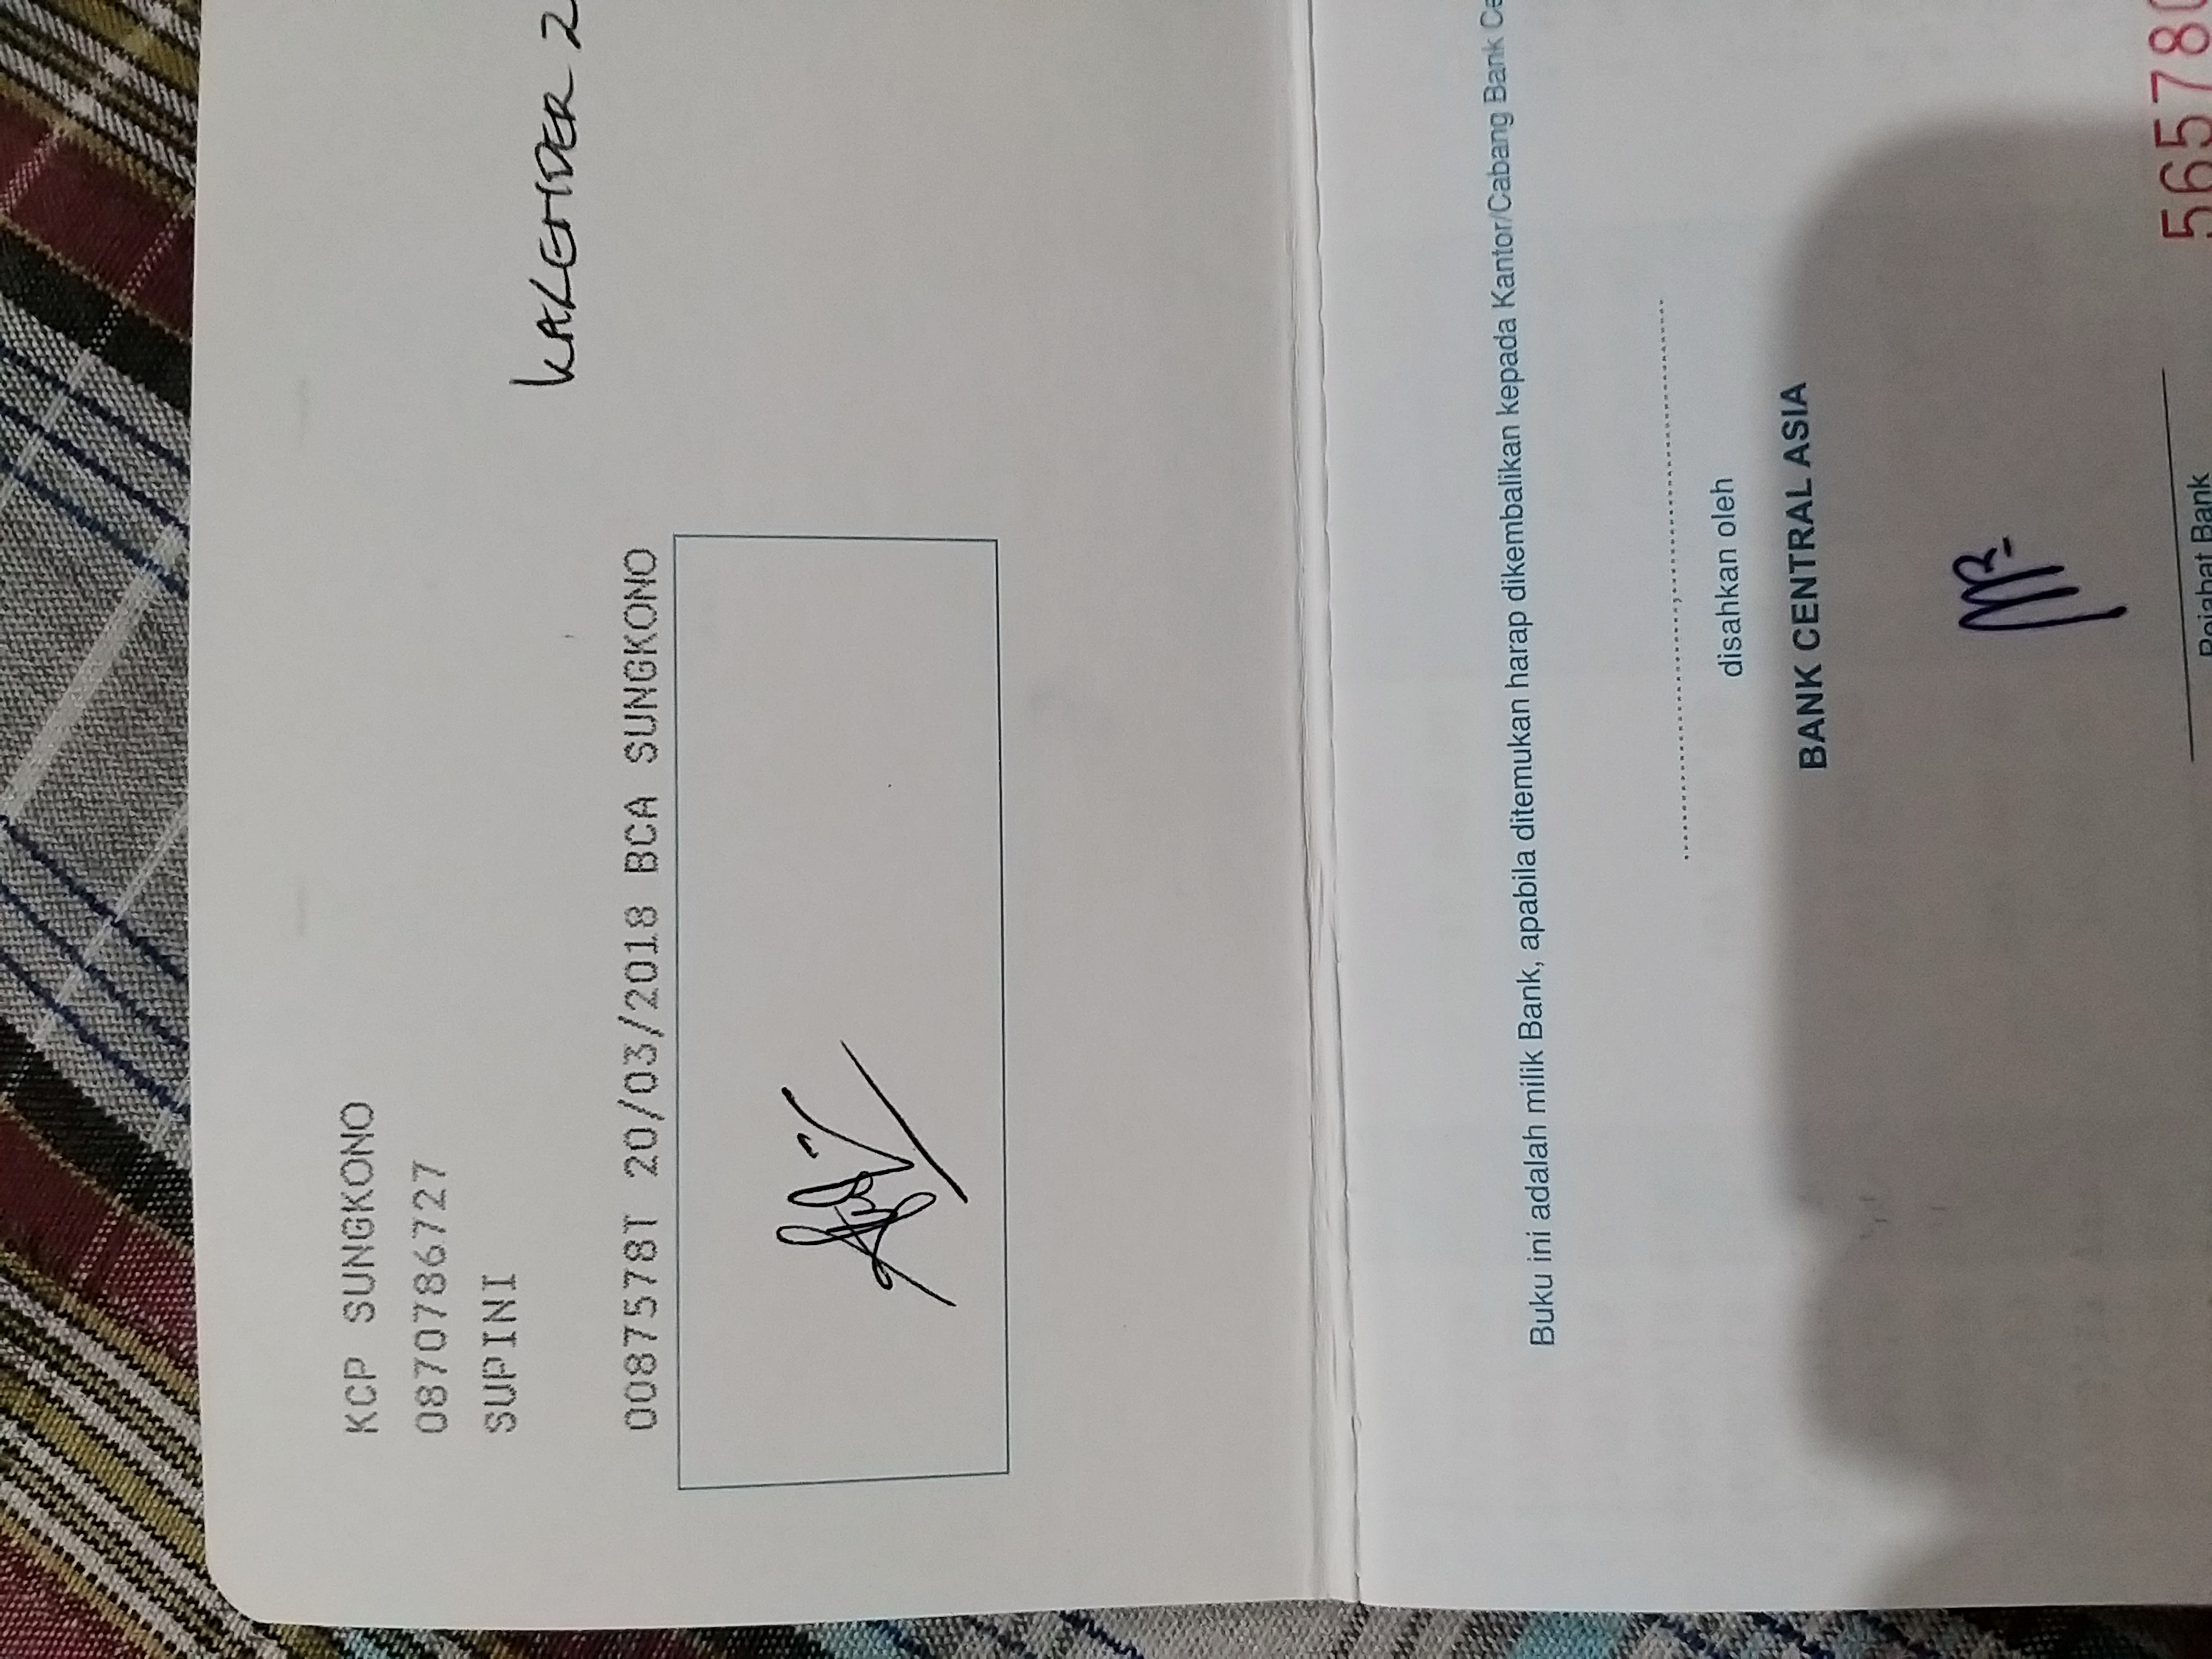 KCP SUNGKONO
0870786727
SUPINI
KALENDER 2
0087578T 20/03/2018 BCA SUNGKONO
Buku ini adalah milik Bank, apabila ditemukan harap dikembalikan kepada Kantor/Cabang Bank Ce
disahkan oleh
BANK CENTRAL ASIA
56578
Pejabat Bank